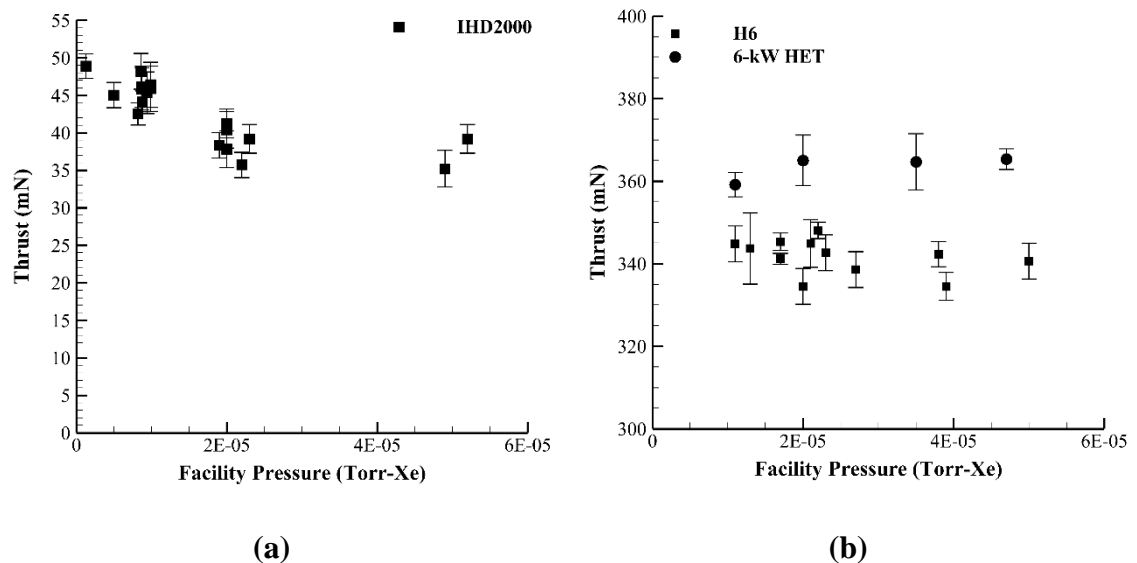 55
50
45
40
35
30
25
20
15
10
5
0
Thrust (mN)
IHD2000
0
2E-05
4E-05
6E-05
Facility Pressure (Torr-Xe)
(a)
400
380
360
340
320
300
Thrust (mN)
H6
6-kW HET
0
2E-05
4E-05
6E-05
Facility Pressure (Torr-Xe)
(b)